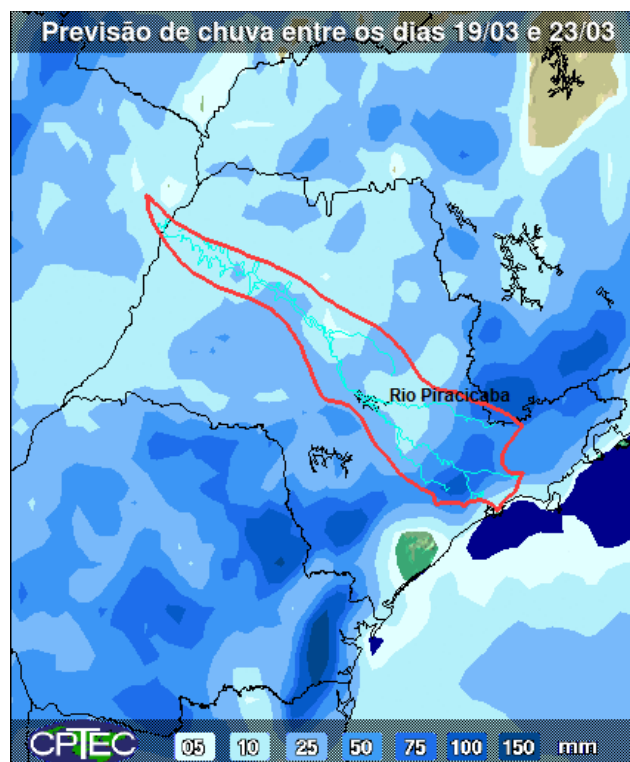 Previsão de chuva entre os dias 19/03 e 23/03
Rio Piracicaba
CPTEC 05 10 25 50 75 100 150 mm